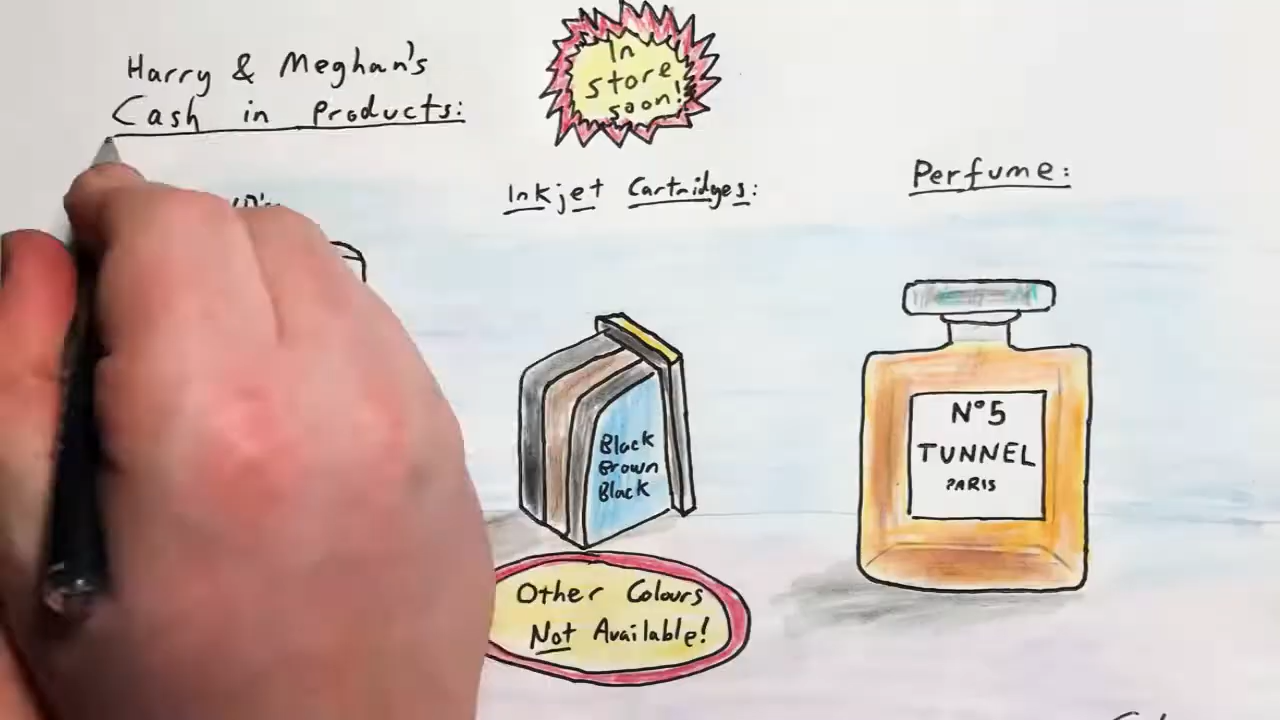 Harry & Meghan's
Cash in Products:
In
store
soon!
Inkjet Cartridges:
Black
Brown
Black
Other Colours
Not Available!
Perfume:
Nº5
TUNNEL
PARIS